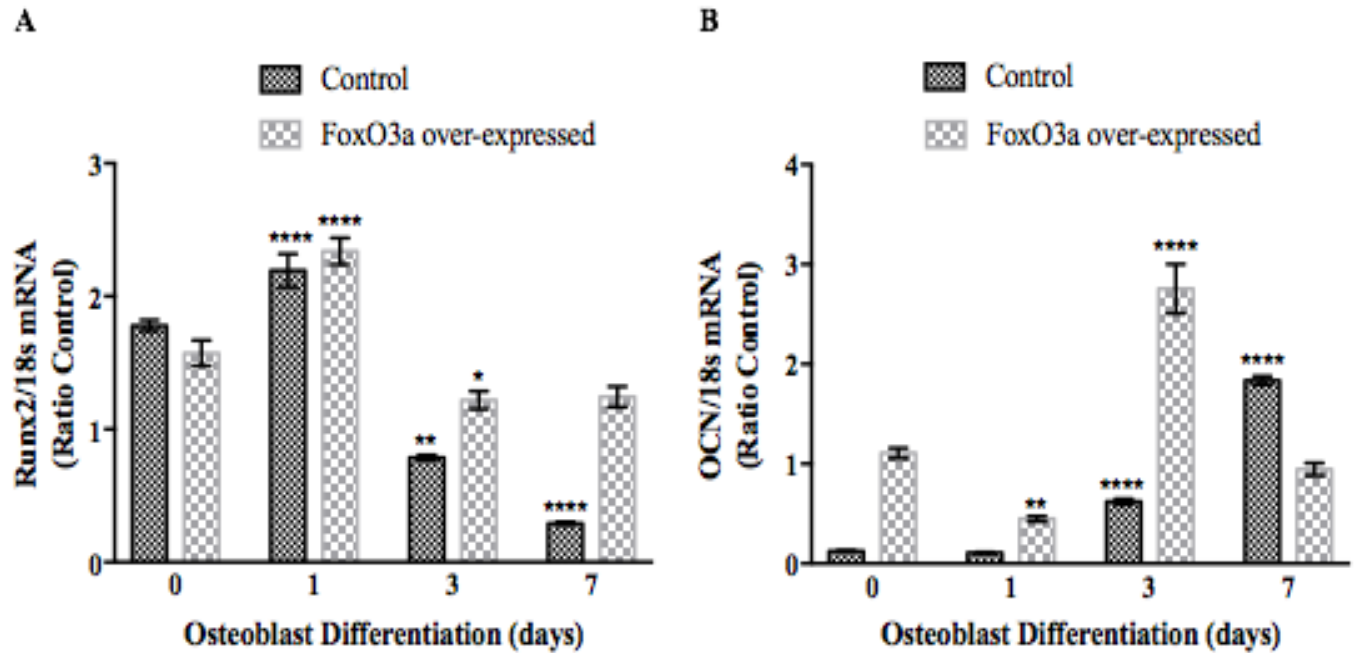 A
Control
FoxO3a over-expressed
Runx2/18s mRNA
(Ratio Control)
3
2
1
0
****
****
**
*
****
0 1 3 7
Osteoblast Differentiation (days)
B
Control
FoxO3a over-expressed
OCN/18s mRNA
(Ratio Control)
4
3
2
1
0
**
****
****
****
0 1 3 7
Osteoblast Differentiation (days)